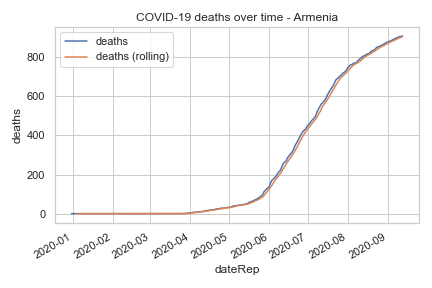 COVID-19 deaths over time - Armenia
deaths
deaths (rolling)
deaths
800
600
400
200
0
2020-01
2020-02
2020-03
2020-04
2020-05
2020-06
2020-07
2020-08
2020-09
dateRep